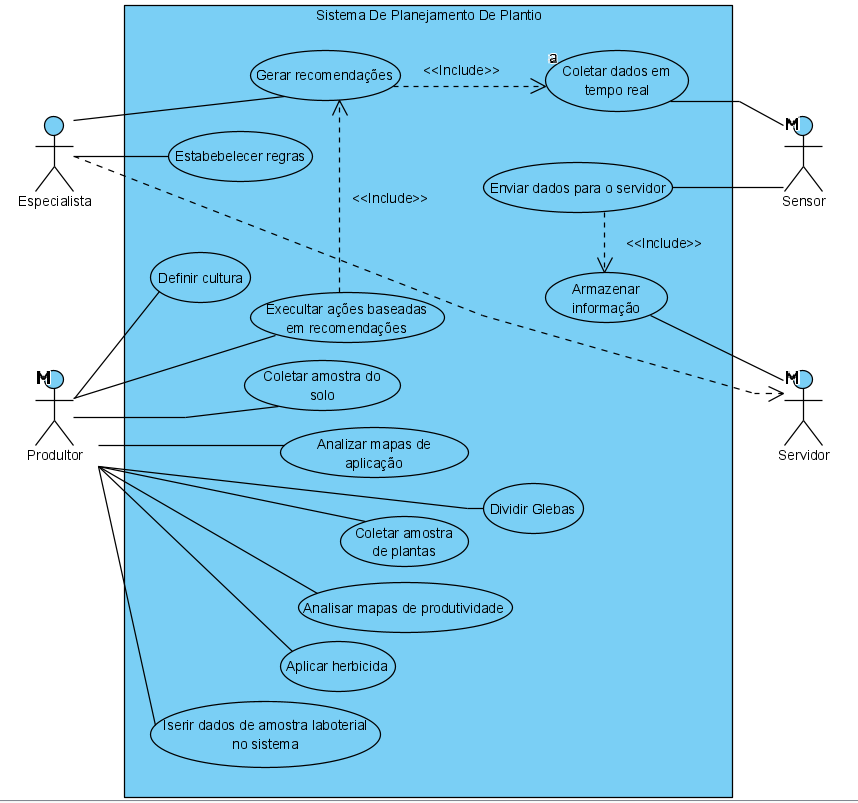 Sistema De Planejamento De Plantio
Gerar recomendações
<<Include>>
a
Coletar dados em
tempo real
M
Estabebelecer regras
Especialista
Sensor
<<Include>>
Enviar dados para o servidor
<<Include>>
Definir cultura
Armazenar
informação
Execultar ações baseadas
em recomendações
M
Produltor
M
Servidor
Coletar amostra do
solo
Analizar mapas de
aplicação
Dividir Glebas
Coletar amostra
de plantas
Analisar mapas de produtividade
Aplicar herbicida
Iserir dados de amostra laboterial
no sistema